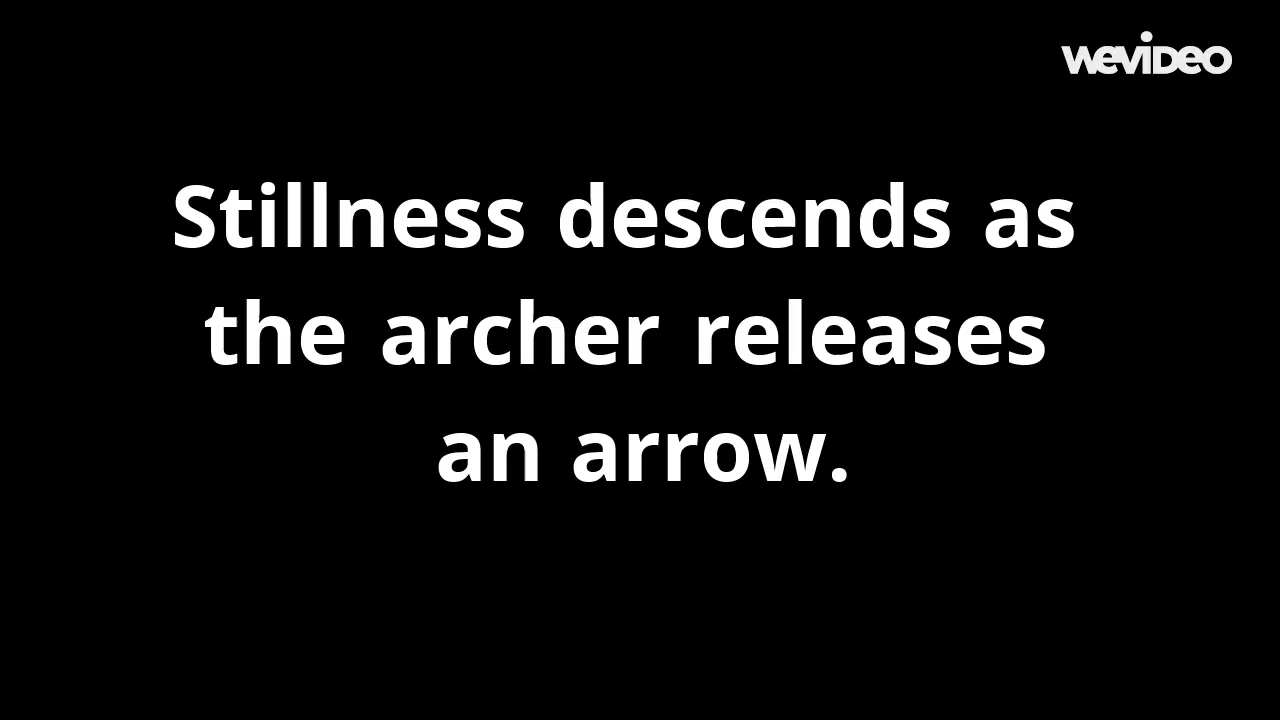 wevideo
Stillness descends as
the archer releases
an arrow.